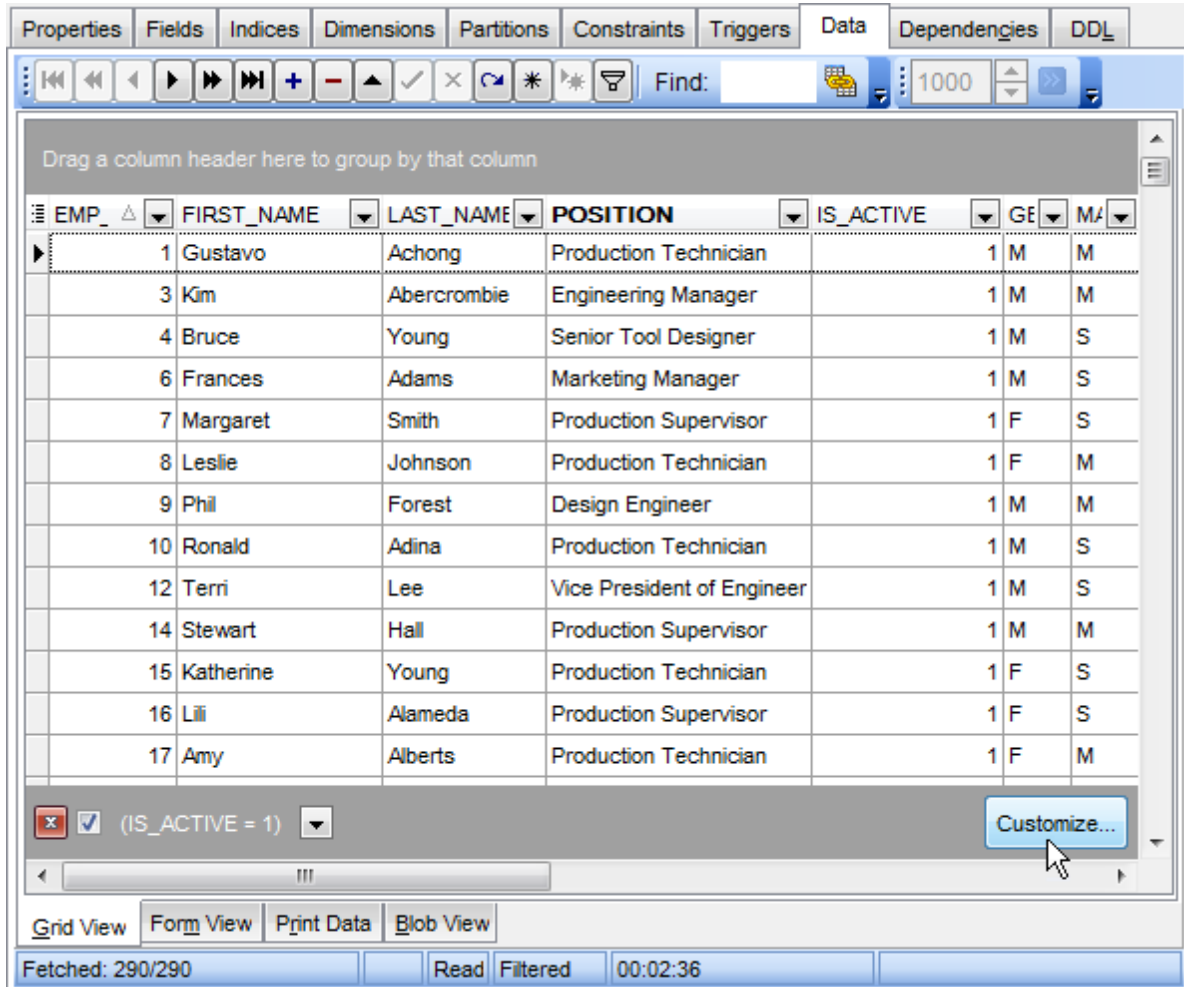 Properties Fields Indices Dimensions Partitions Constraints Triggers Data Dependencies DDL
Find: 1000
Drag a column header here to group by that column
EMP_ FIRST_NAME LAST_NAME POSITION IS_ACTIVE GE MA
1 Gustavo Achong Production Technician 1 M M
3 Kim Abercrombie Engineering Manager 1 M M
4 Bruce Young Senior Tool Designer 1 M S
6 Frances Adams Marketing Manager 1 M S
7 Margaret Smith Production Supervisor 1 F S
8 Leslie Johnson Production Technician 1 F M
9 Phil Forest Design Engineer 1 M M
10 Ronald Adina Production Technician 1 M S
12 Terri Lee Vice President of Engineer 1 M S
14 Stewart Hall Production Supervisor 1 M M
15 Katherine Young Production Technician 1 F S
16 Lili Alameda Production Supervisor 1 F S
17 Amy Alberts Production Technician 1 F M
(IS_ACTIVE = 1) Customize...
Grid View Form View Print Data Blob View
Fetched: 290/290 Read Filtered 00:02:36